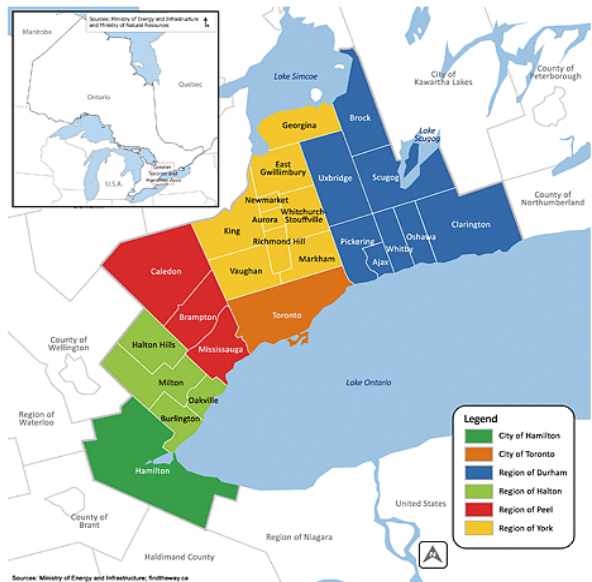 Sources: Ministry of Energy and Infrastructure
and Ministry of Natural Resources
Manitoba
Ontario
Québec
U.S.A.
Greater
Toronto and
Hamilton Area
Lake Simcoe
City of
Kawartha Lakes
County of
Peterborough
Brock
Georgina
Lake
Scugog
East
Gwillimbury
Uxbridge
Scugog
County of
Northumberland
Newmarket
Aurora
Whitchurch-
Stouffville
King
Richmond Hill
Pickering
Whitby
Oshawa
Clarington
Ajax
Markham
Vaughan
Caledon
Toronto
Brampton
Halton Hills
Mississauga
County of
Wellington
Milton
Lake Ontario
Oakville
Burlington
Region of
Waterloo
Hamilton
Legend
City of Hamilton
City of Toronto
Region of Durham
Region of Halton
Region of Peel
Region of York
United States
County of
Brant
Region of Niagara
Haldimand County
Sources: Ministry of Energy and Infrastructure; findtheway.ca